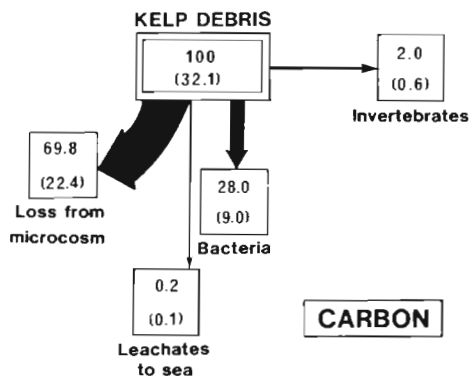 KELP DEBRIS
100
(32.1)
2.0
(0.6)
Invertebrates
69.8
(22.4)
Loss from
microcosm
28.0
(9.0)
Bacteria
0.2
(0.1)
Leachates
to sea
CARBON